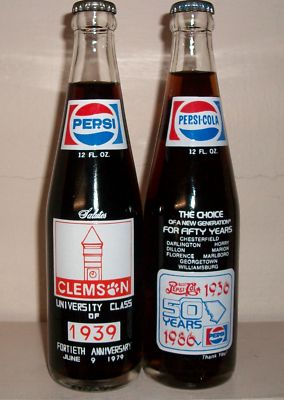 PEPSI
12 FL. OZ.
Salutes
CLEMSON
UNIVERSITY CLASS
OF
1939
FORTIETH ANNIVERSARY
JUNE 9 1979
PEPSI-COLA
12 FL. OZ.
THE CHOICE
OF A NEW GENERATION
FOR FIFTY YEARS
CHESTERFIELD
DARLINGTON HORRY
DILLON MARION
FLORENCE MARLBORO
GEORGETOWN
WILLIAMSBURG
Pepsi-Cola 1936
50
YEARS
1986 PEPSI
Thank You!